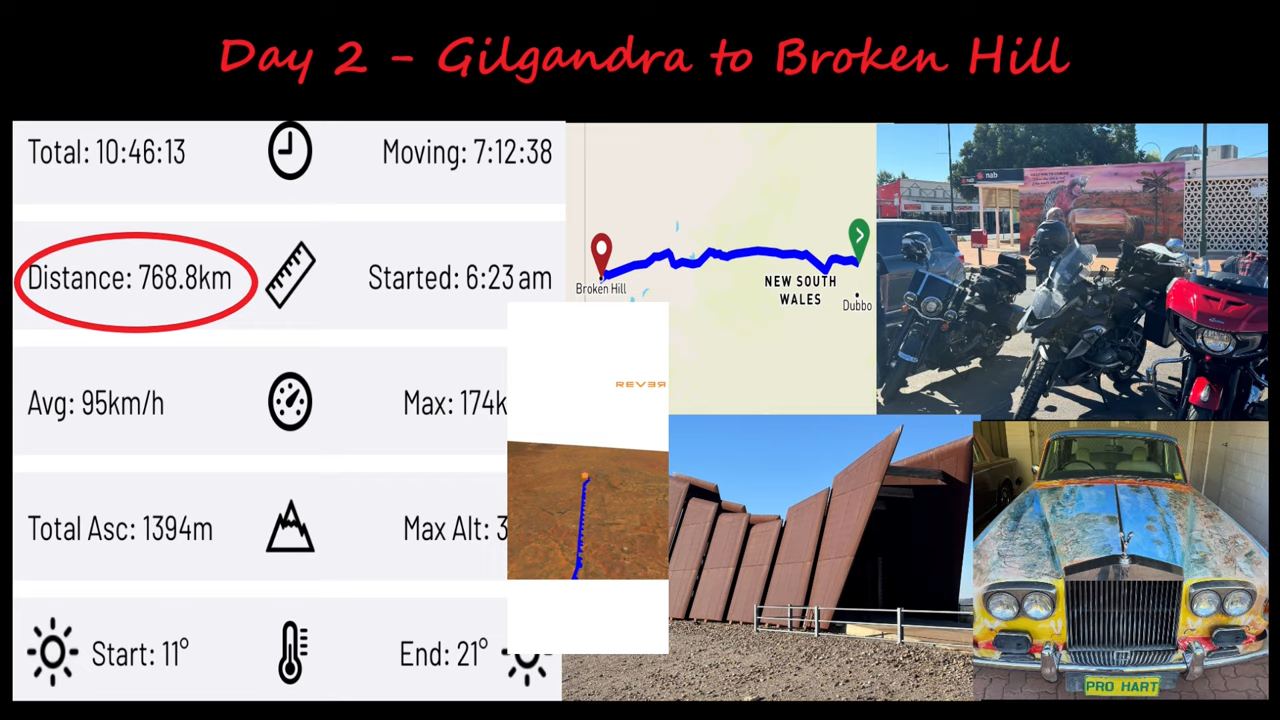 Day 2 - Gilgandra to Broken Hill
Total: 10:46:13
Moving: 7:12:38
Distance: 768.8km
Started: 6:23 am
Avg: 95km/h
Max: 174k
Total Asc: 1394m
Max Alt: 3
Start: 11°
End: 21°
REVER
Broken Hill
NEW SOUTH
WALES
Dubbo
nab
nab
PRO HART